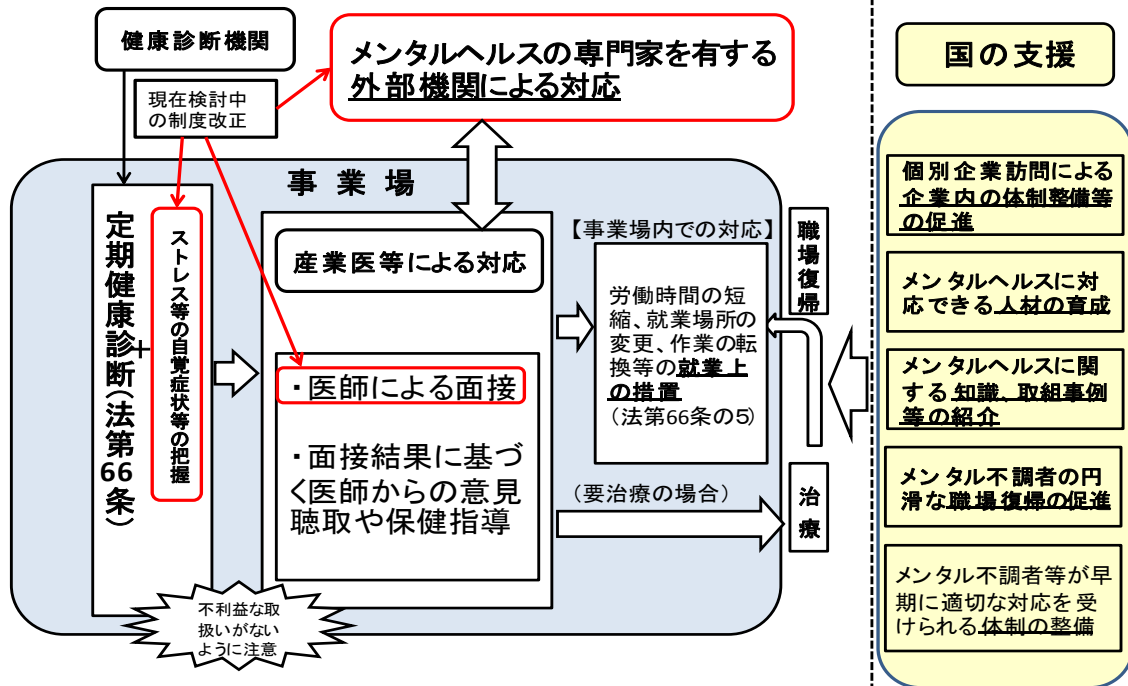 健康診断機関
現在検討中
の制度改正
メンタルヘルスの専門家を有する
外部機関による対応
事業場
定期健康診断(法第66条)
+
ストレス等の自覚症状等の把握
産業医等による対応
・医師による面接
・面接結果に基づ
く医師からの意見
聴取や保健指導
不利益な取
扱いがない
ように注意
【事業場内での対応】
労働時間の短
縮、就業場所の
変更、作業の転
換等の就業上
の措置
(法第66条の5)
(要治療の場合)
職場復帰
治療
国の支援
個別企業訪問による
企業内の体制整備等
の促進
メンタルヘルスに対
応できる人材の育成
メンタルヘルスに関
する知識、取組事例
等の紹介
メンタル不調者の円
滑な職場復帰の促進
メンタル不調者等が早
期に適切な対応を受
けられる体制の整備